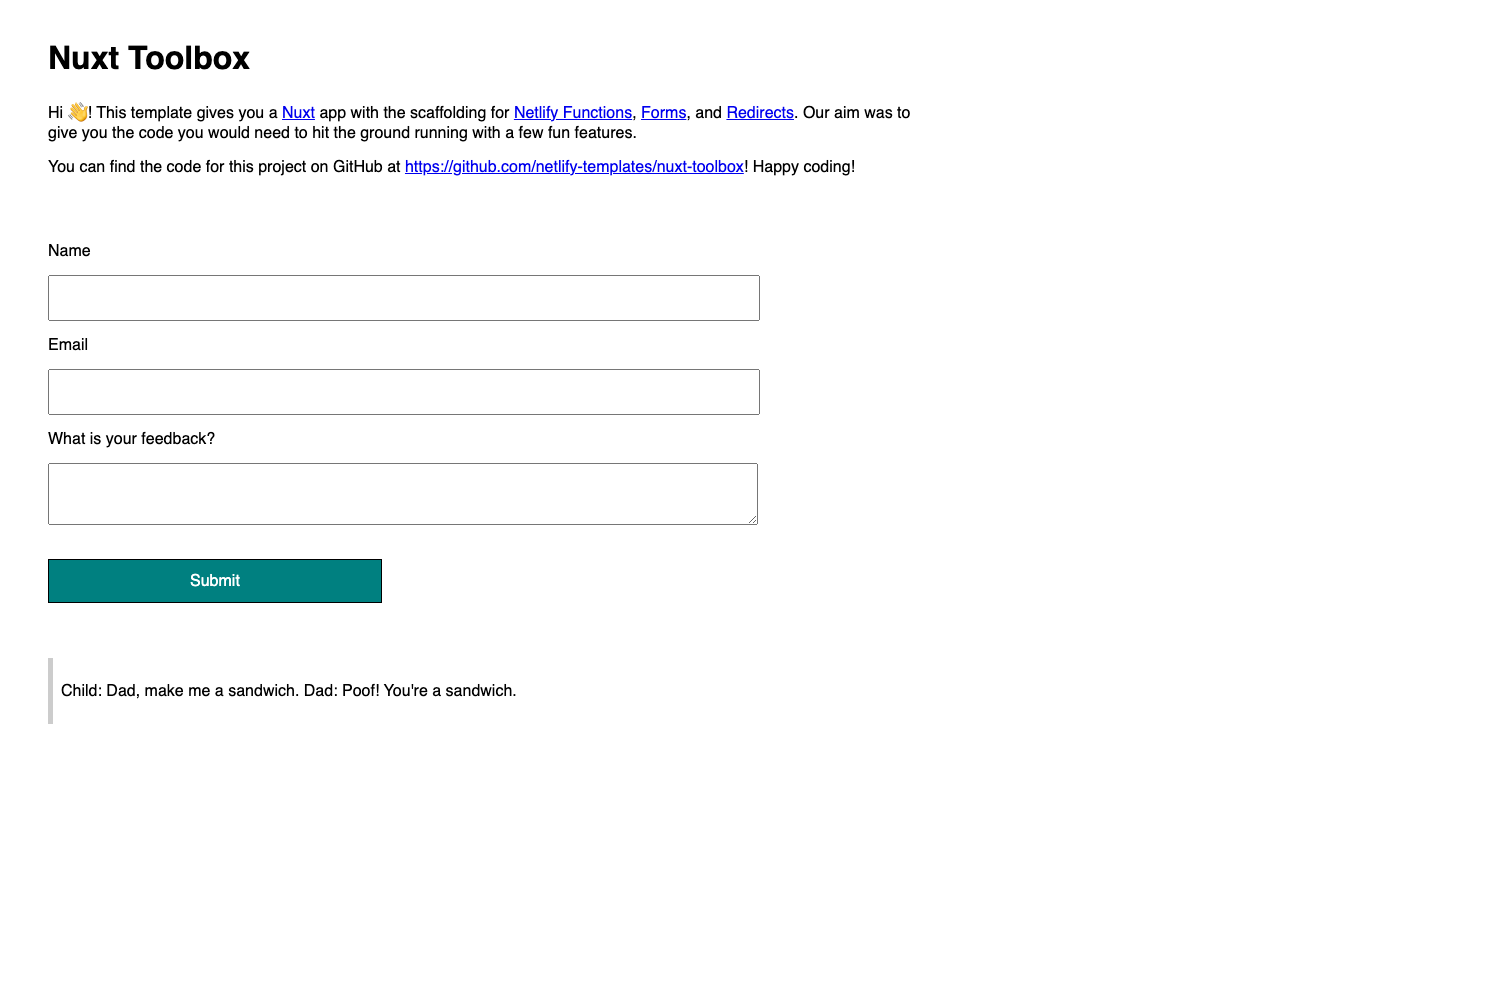 Nuxt Toolbox
Hi 👋! This template gives you a Nuxt app with the scaffolding for Netlify Functions, Forms, and Redirects. Our aim was to
give you the code you would need to hit the ground running with a few fun features.
You can find the code for this project on GitHub at https://github.com/netlify-templates/nuxt-toolbox! Happy coding!
Name
Email
What is your feedback?
Submit
Child: Dad, make me a sandwich. Dad: Poof! You're a sandwich.